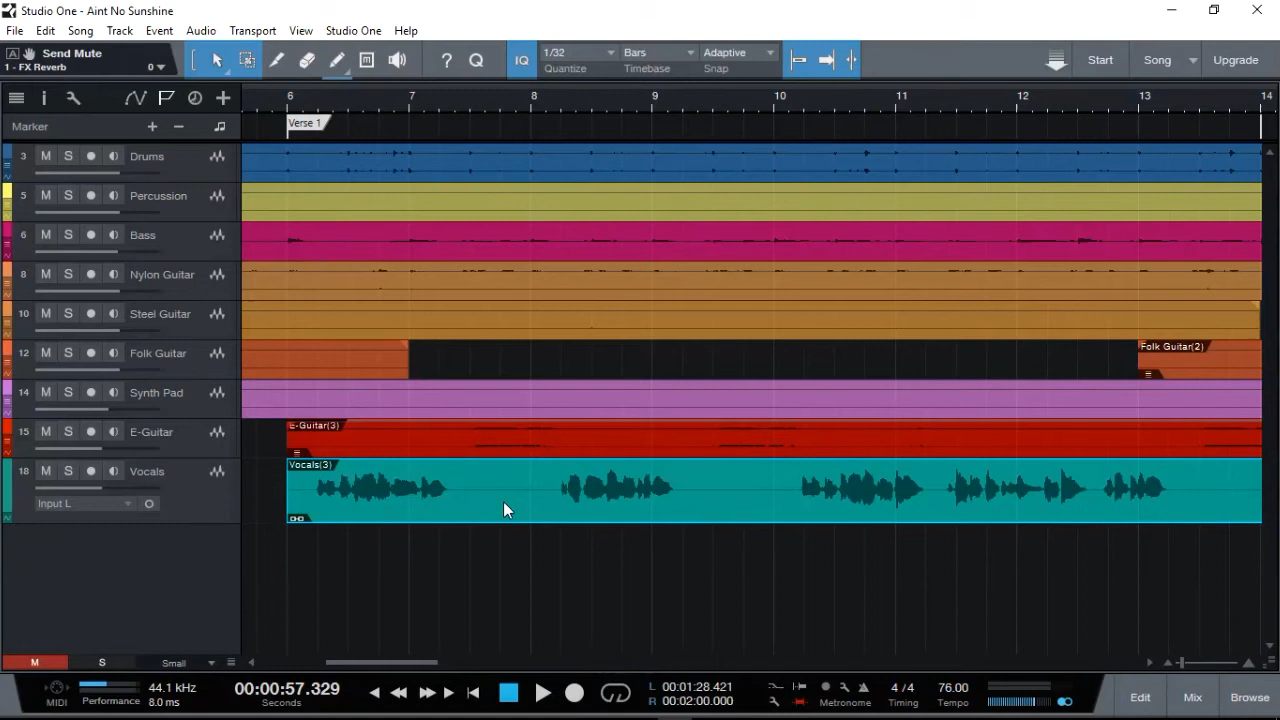 Studio One - Aint No Sunshine
File Edit Song Track Event Audio Transport View Studio One Help
A Send Mute
1 - FX Reverb 0
IQ
1/32 Bars Adaptive
Quantize Timebase Snap
Start Song Upgrade
6 7 8 9 10 11 12 13 14
Marker
Verse 1
3 M S Drums
5 M S Percussion
6 M S Bass
8 M S Nylon Guitar
10 M S Steel Guitar
12 M S Folk Guitar
Folk Guitar(2)
14 M S Synth Pad
E-Guitar(3)
15 M S E-Guitar
Vocals(3)
18 M S Vocals
Input L
M S Small
MIDI
Performance
44.1 kHz
8.0 ms
00:00:57.329
Seconds
L 00:01:28.421
R 00:02:00.000
Metronome
4 / 4
Timing
76.00
Tempo
Edit Mix Browse